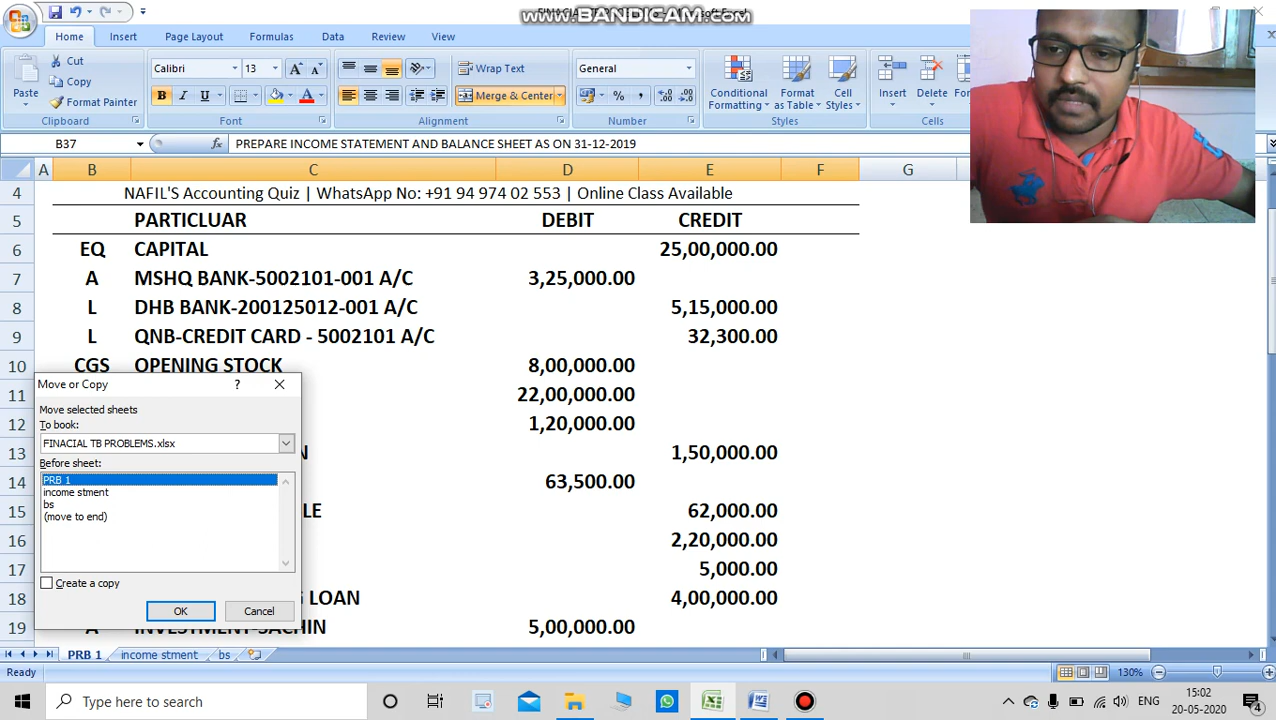 www.BANDICAM.com
Home Insert Page Layout Formulas Data Review View
Cut
Copy
Paste
Format Painter
Clipboard
Calibri 13
B I U
Font
Wrap Text
Merge & Center
Alignment
General
Number
Conditional Formatting
Format as Table
Cell Styles
Styles
Insert
Delete
Cells
B37
fx PREPARE INCOME STATEMENT AND BALANCE SHEET AS ON 31-12-2019
A B C D E F G
4 NAFIL'S Accounting Quiz | WhatsApp No: +91 94 974 02 553 | Online Class Available
5 PARTICLUAR DEBIT CREDIT
6 EQ CAPITAL 25,00,000.00
7 A MSHQ BANK-5002101-001 A/C 3,25,000.00
8 L DHB BANK-200125012-001 A/C 5,15,000.00
9 L QNB-CREDIT CARD - 5002101 A/C 32,300.00
10 CGS OPENING STOCK 8,00,000.00
11 22,00,000.00
12 1,20,000.00
13 1,50,000.00
14 63,500.00
15 62,000.00
16 2,20,000.00
17 5,000.00
18 LOAN 4,00,000.00
19 A INVESTMENT-SACHIN 5,00,000.00
Move or Copy ?
Move selected sheets
To book:
FINACIAL TB PROBLEMS.xlsx
Before sheet:
PRB 1
income stment
bs
(move to end)
Create a copy
OK Cancel
PRB 1 income stment bs
Ready 130%
Type here to search
ENG
15:02
20-05-2020
4